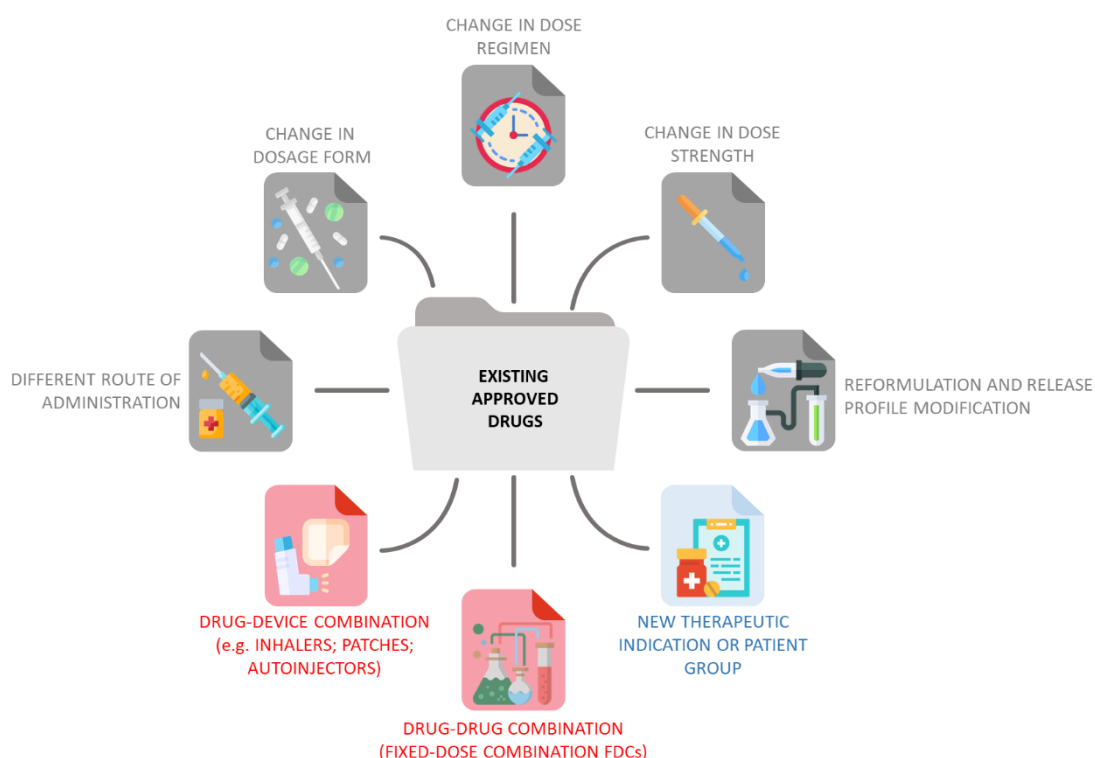 CHANGE IN DOSE
REGIMEN
CHANGE IN
DOSAGE FORM
CHANGE IN DOSE
STRENGTH
DIFFERENT ROUTE OF
ADMINISTRATION
EXISTING
APPROVED
DRUGS
REFORMULATION AND RELEASE
PROFILE MODIFICATION
DRUG-DEVICE COMBINATION
(e.g. INHALERS; PATCHES;
AUTOINJECTORS)
DRUG-DRUG COMBINATION
(FIXED-DOSE COMBINATION FDCs)
NEW THERAPEUTIC
INDICATION OR PATIENT
GROUP